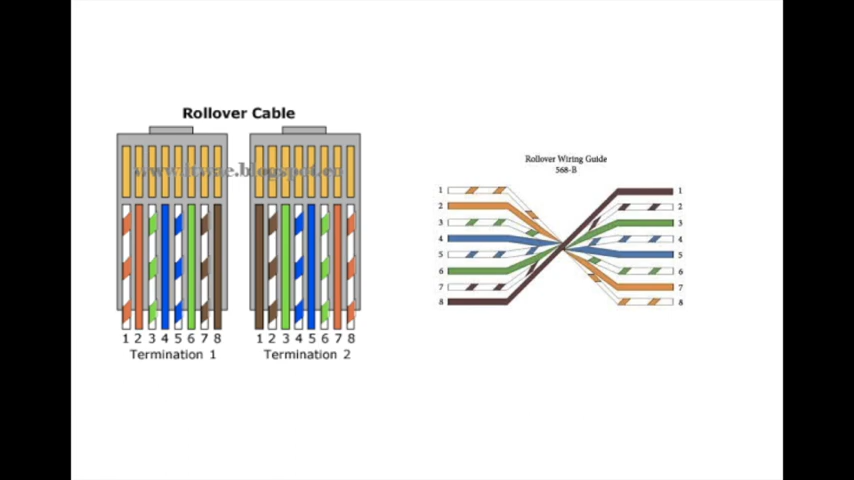 Rollover Cable
1 2 3 4 5 6 7 8
Termination 1
1 2 3 4 5 6 7 8
Termination 2
Rollover Wiring Guide
568-B
1 1
2 2
3 3
4 4
5 5
6 6
7 7
8 8